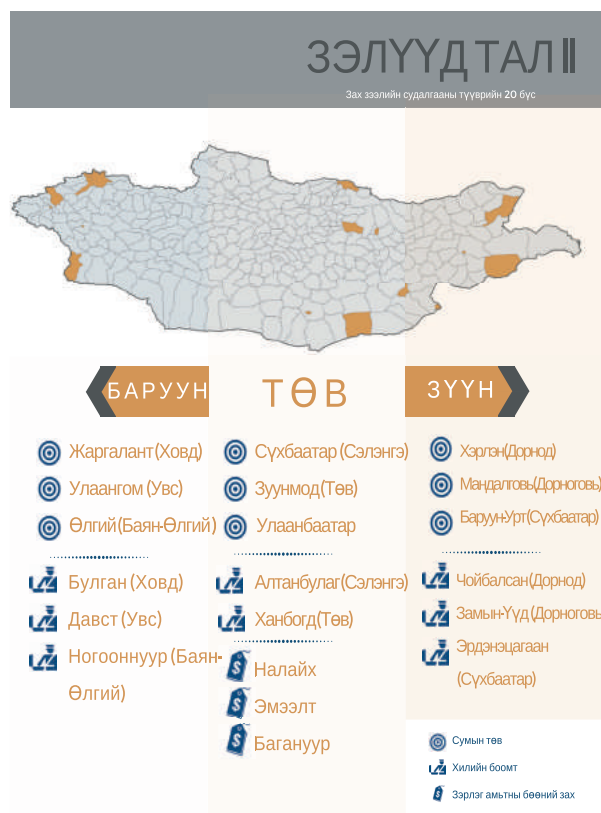 ЗЭЛҮҮД ТАЛ II
Зах зээлийн судалгааны түүврийн 20 бүс
БАРУУН
ТӨВ
ЗҮҮН
Жаргалант (Ховд)
Улаангом (Увс)
Өлгий (Баян-Өлгий)
Булган (Ховд)
Давст (Увс)
Ногооннуур (Баян-
Өлгий)
Сүхбаатар (Сэлэнгэ)
Зуунмод (Төв)
Улаанбаатар
Алтанбулаг (Сэлэнгэ)
Ханбогд (Төв)
Налайх
Эмээлт
Багануур
Хэрлэн (Дорнод)
Мандалговь (Дорноговь)
Баруун-Урт (Сүхбаатар)
Чойбалсан (Дорнод)
Замын-Үүд (Дорноговь
Эрдэнэцагаан
(Сүхбаатар)
Сумын төв
Хилийн боомт
Зэрлэг амьтны бөөний зах